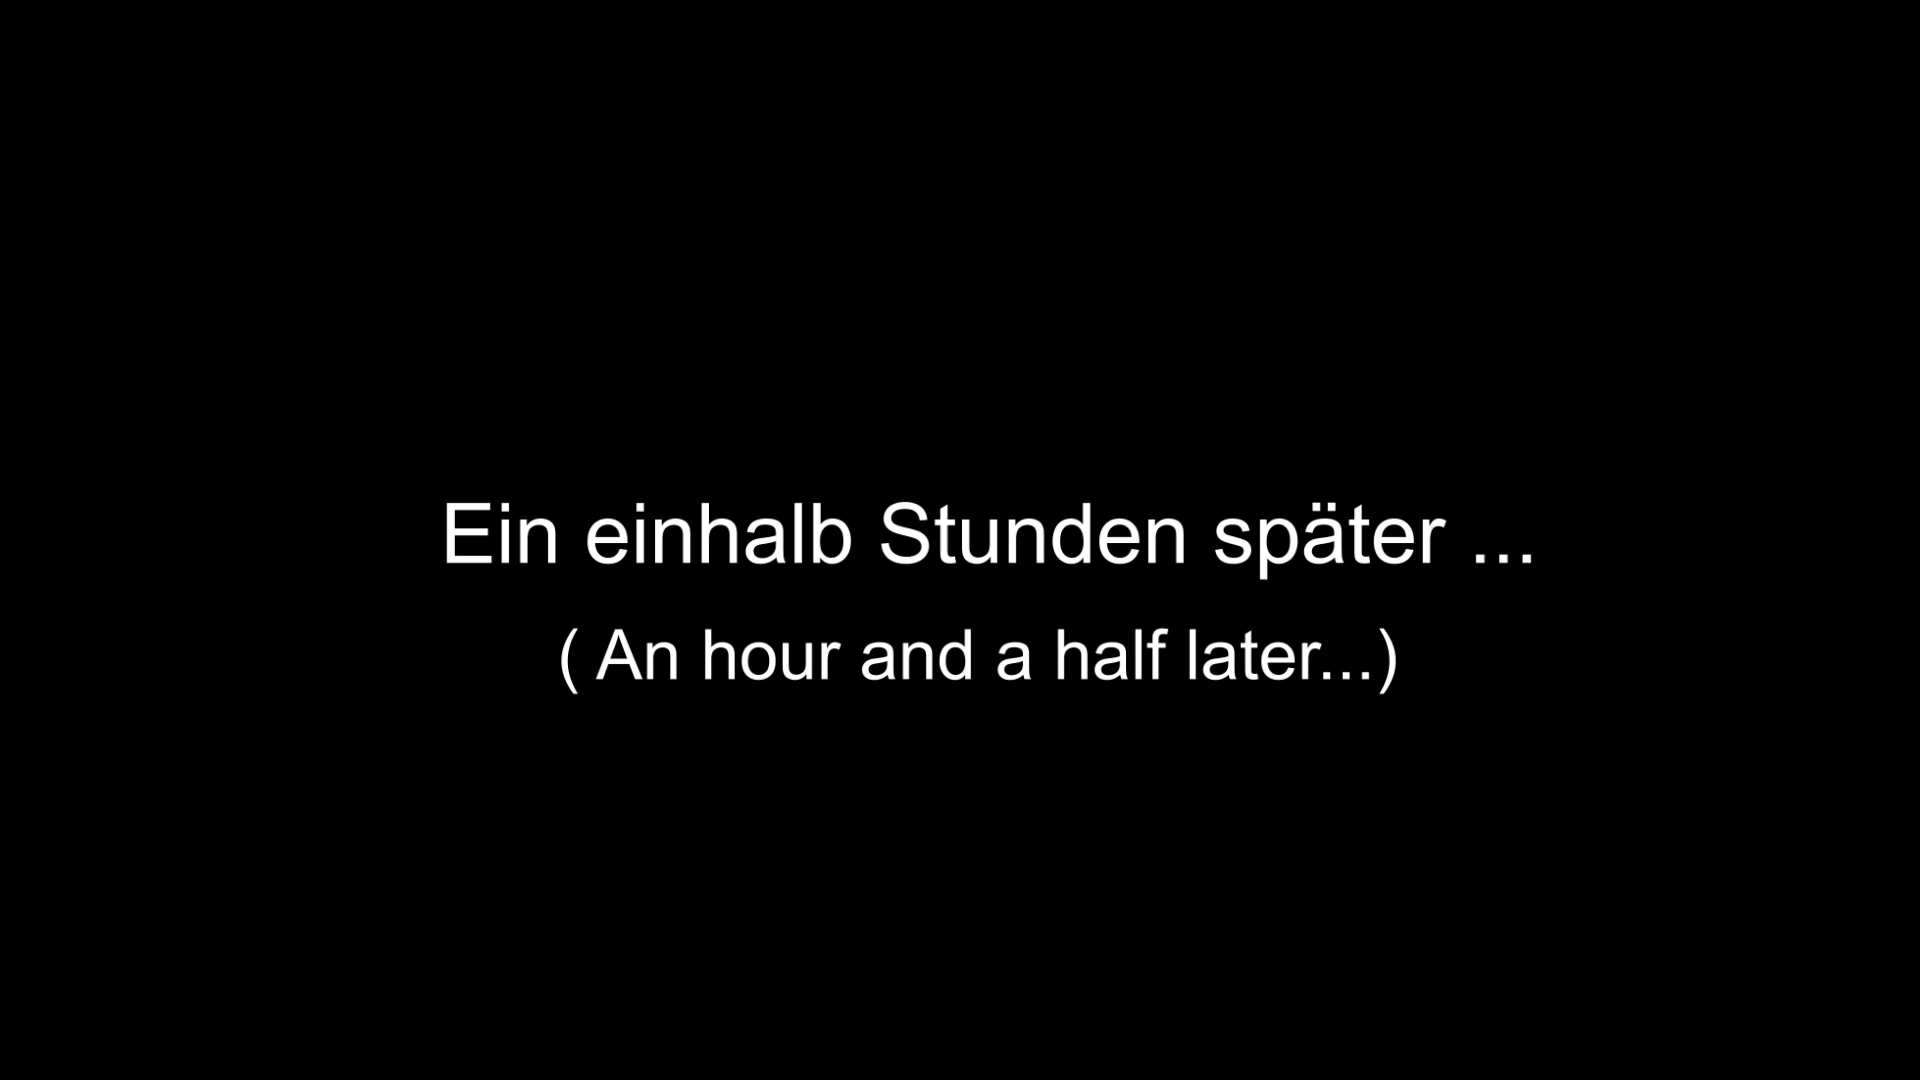 Ein einhalb Stunden später ...
( An hour and a half later...)